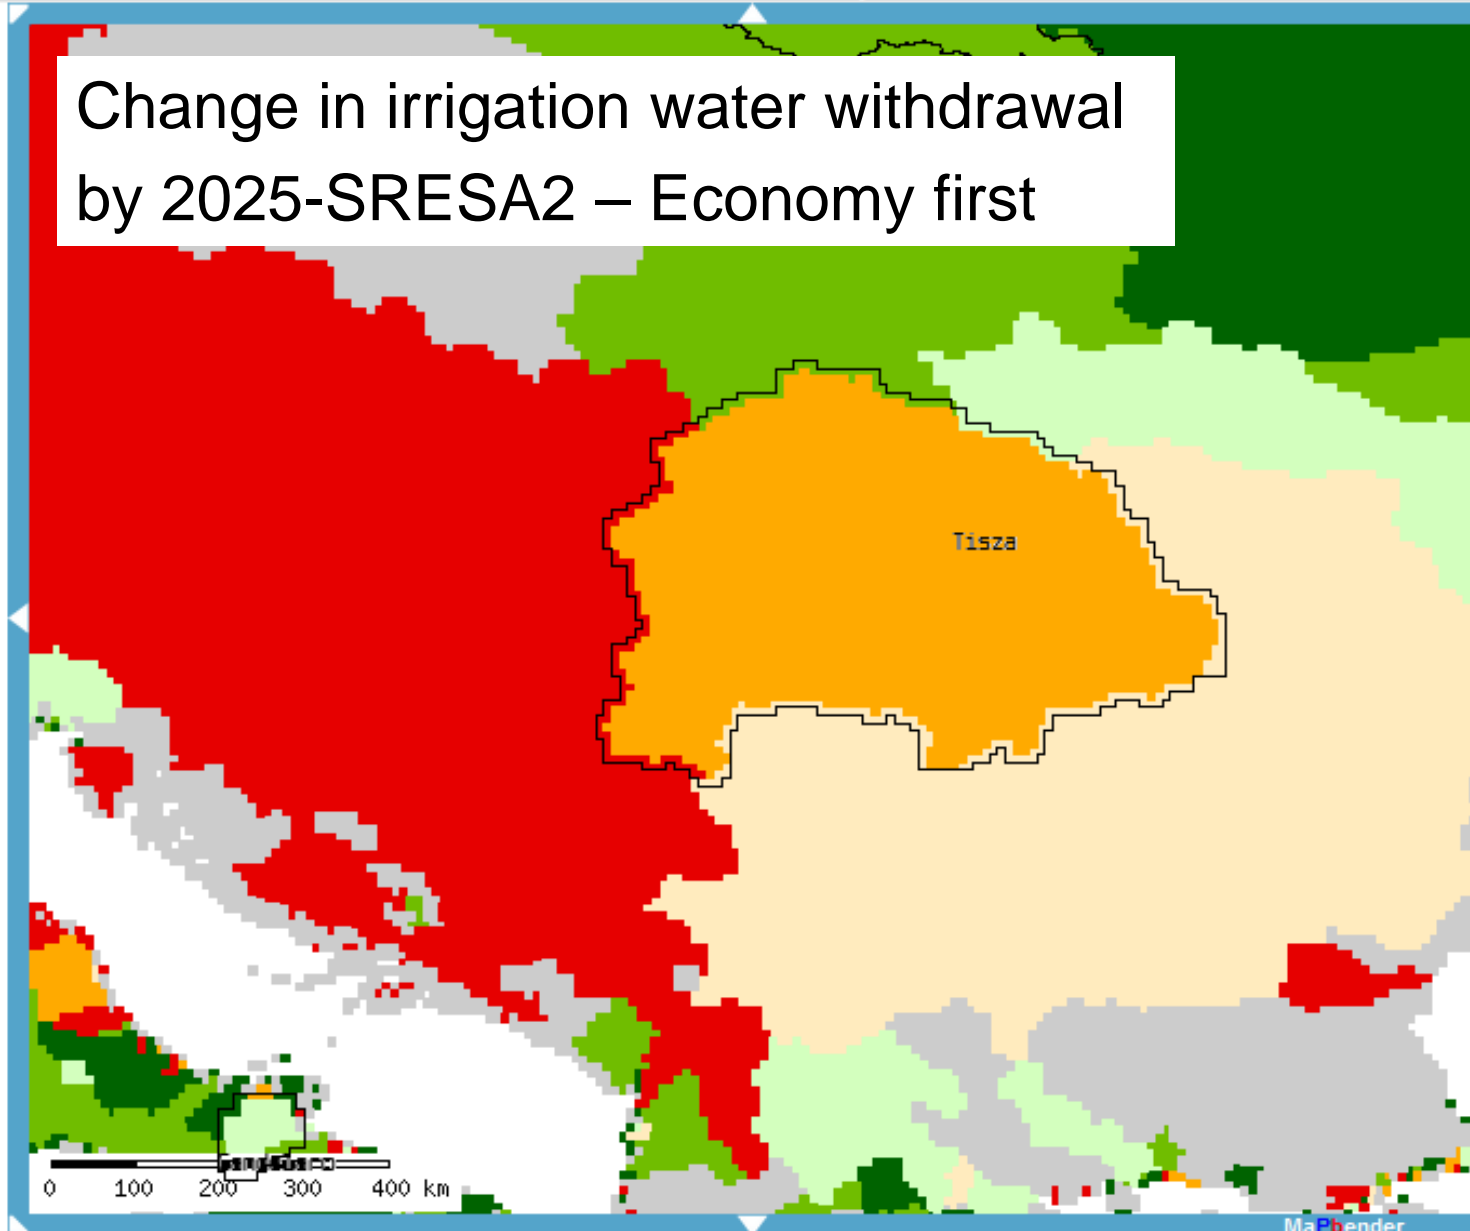 Change in irrigation water withdrawal
by 2025-SRESA2 – Economy first
Tisza
0 100 200 300 400 km
MaPbender